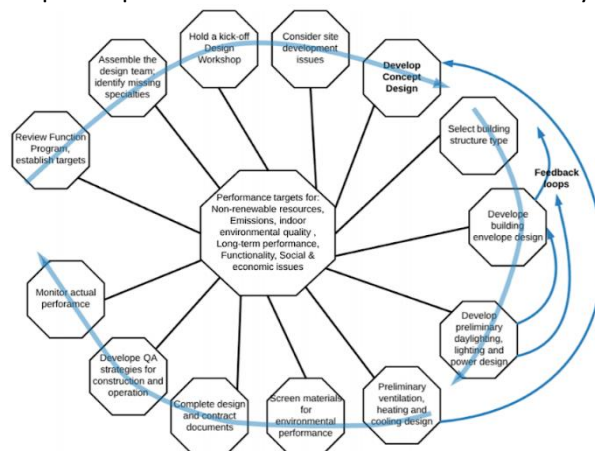 Hold a kick-off
Design
Workshop
Consider site
development
issues
Assemble the
design team:
identify missing
specialties
Develop
Concept
Design
Review Function
Program,
establish targets
Select building
structure type
Feedback
loops
Performance targets for:
Non-renewable resources,
Emissions, indoor
environmental quality ,
Long-term performance,
Functionality, Social &
economic issues
Develope
building
envelope design
Monitor actual
perforamce
Develop
preliminary
daylighting,
lighting and
power design
Develope QA
strategies for
construction and
operation
Complete design
and contract
documents
Screen materials
for environmental
performance
Preliminary
ventilation,
heating and
cooling design